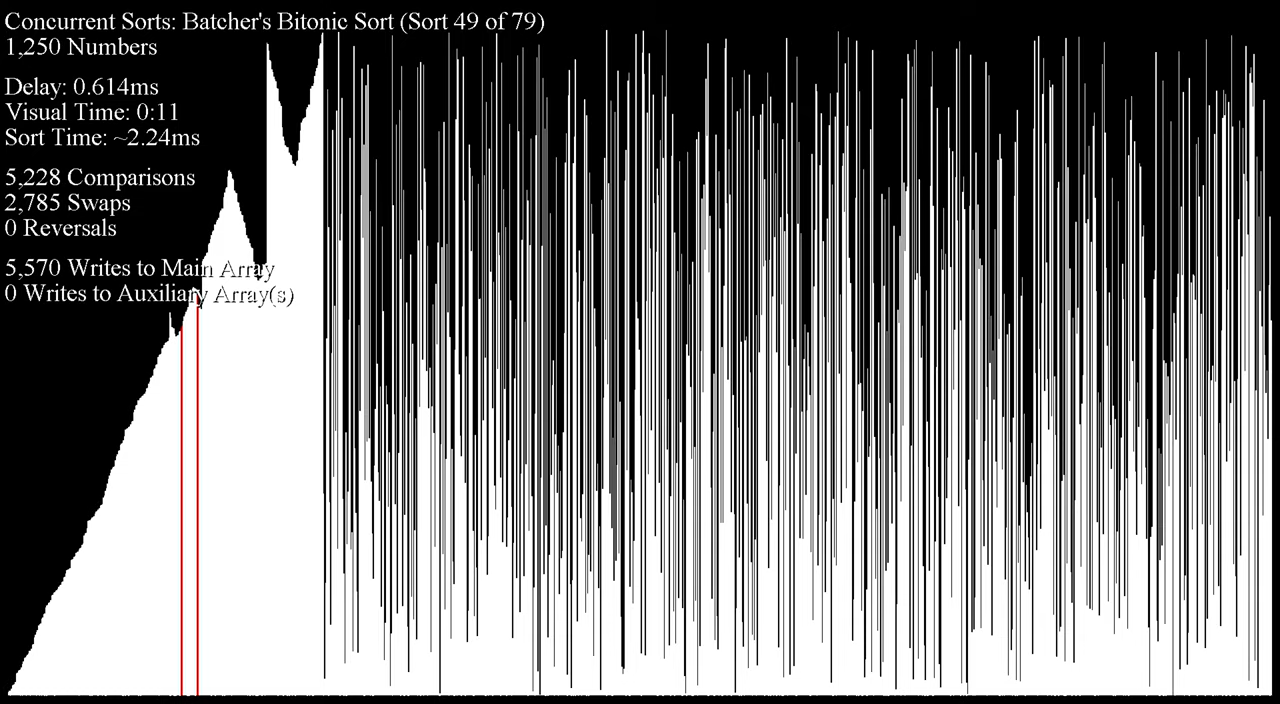 Concurrent Sorts: Batcher's Bitonic Sort (Sort 49 of 79)
1,250 Numbers
Delay: 0.614ms
Visual Time: 0:11
Sort Time: ~2.24ms
5,228 Comparisons
2,785 Swaps
0 Reversals
5,570 Writes to Main Array
0 Writes to Auxiliary Array(s)